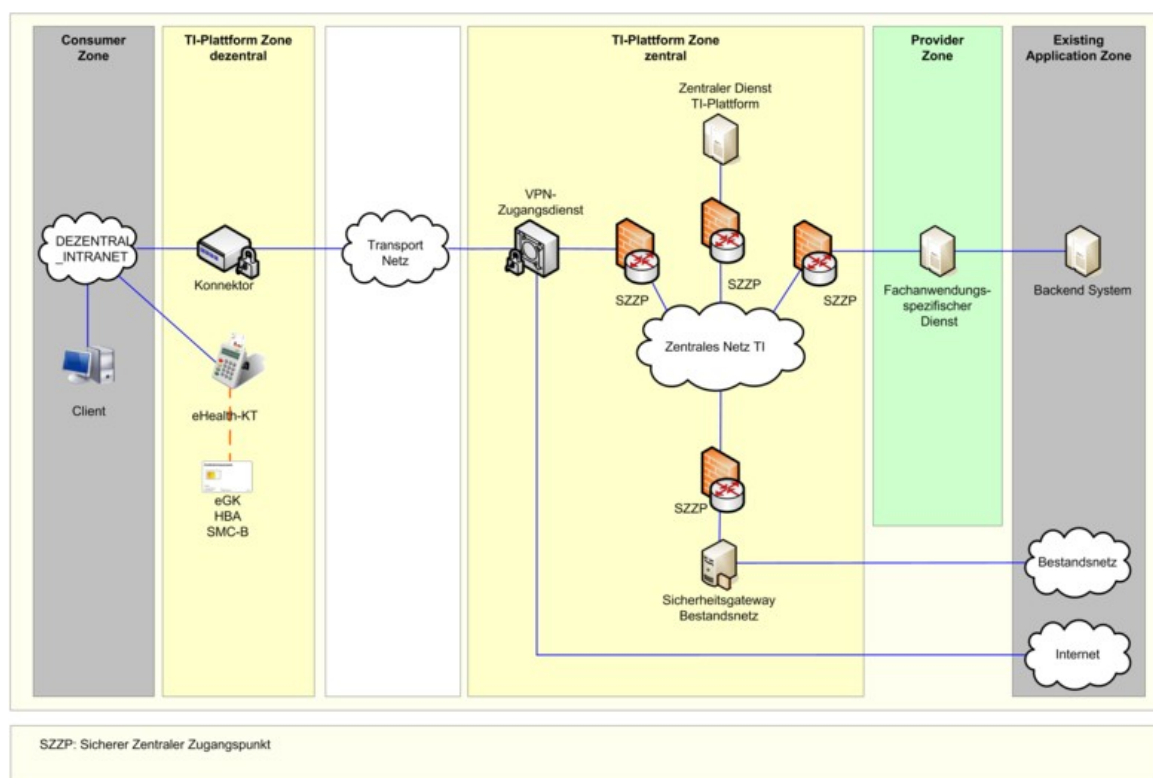 Consumer
Zone
TI-Plattform Zone
dezentral
TI-Plattform Zone
zentral
Provider
Zone
Existing
Application Zone
Zentraler Dienst
TI-Plattform
VPN-
Zugangsdienst
DEZENTRAL
_INTRANET
Konnektor
Transport
Netz
SZZP
SZZP
SZZP
Fachanwendungs-
spezifischer
Dienst
Backend System
Zentrales Netz TI
Client
eHealth-KT
eGK
HBA
SMC-B
SZZP
Sicherheitsgateway
Bestandsnetz
Bestandsnetz
Internet
SZZP: Sicherer Zentraler Zugangspunkt